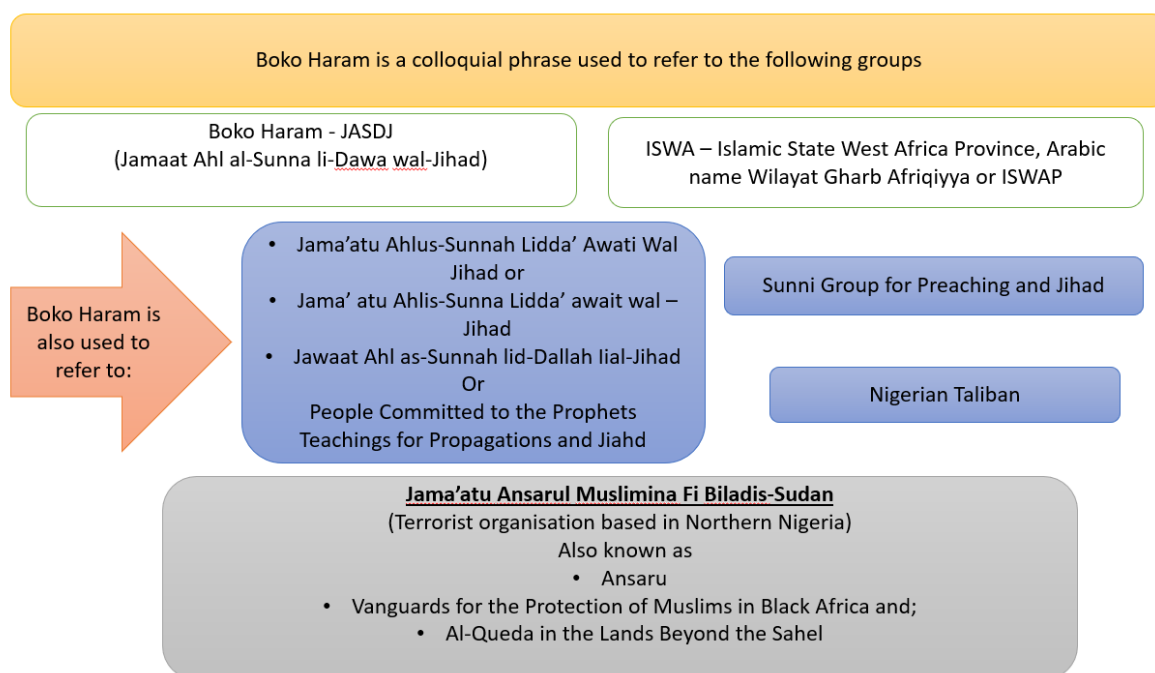 Boko Haram is a colloquial phrase used to refer to the following groups
Boko Haram - JASDJ
(Jamaat Ahl al-Sunna li-Dawa wal-Jihad)
ISWA – Islamic State West Africa Province, Arabic
name Wilayat Gharb Afriqiyya or ISWAP
Boko Haram is
also used to
refer to:
• Jama’atu Ahlus-Sunnah Lidda’ Awati Wal
Jihad or
• Jama’ atu Ahlis-Sunna Lidda’ await wal –
Jihad
• Jawaat Ahl as-Sunnah lid-Dallah Iial-Jihad
Or
People Committed to the Prophets
Teachings for Propagations and Jiahd
Sunni Group for Preaching and Jihad
Nigerian Taliban
Jama’atu Ansarul Muslimina Fi Biladis-Sudan
(Terrorist organisation based in Northern Nigeria)
Also known as
• Ansaru
• Vanguards for the Protection of Muslims in Black Africa and;
• Al-Queda in the Lands Beyond the Sahel